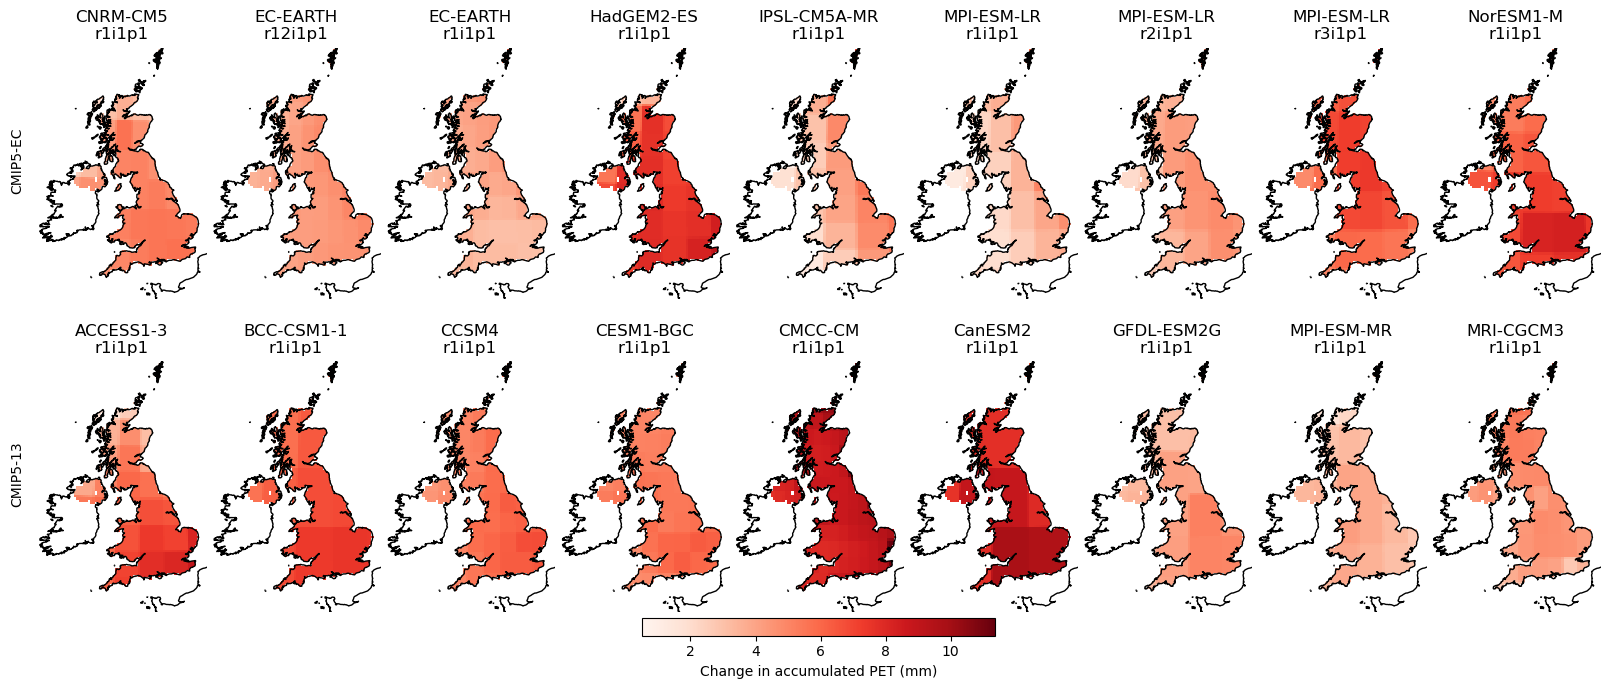 CNRM-CM5
r1i1p1
EC-EARTH
r12i1p1
EC-EARTH
r1i1p1
HadGEM2-ES
r1i1p1
IPSL-CM5A-MR
r1i1p1
MPI-ESM-LR
r1i1p1
MPI-ESM-LR
r2i1p1
MPI-ESM-LR
r3i1p1
NorESM1-M
r1i1p1
CMIP5-EC
ACCESS1-3
r1i1p1
BCC-CSM1-1
r1i1p1
CCSM4
r1i1p1
CESM1-BGC
r1i1p1
CMCC-CM
r1i1p1
CanESM2
r1i1p1
GFDL-ESM2G
r1i1p1
MPI-ESM-MR
r1i1p1
MRI-CGCM3
r1i1p1
CMIP5-13
2 4 6 8 10
Change in accumulated PET (mm)